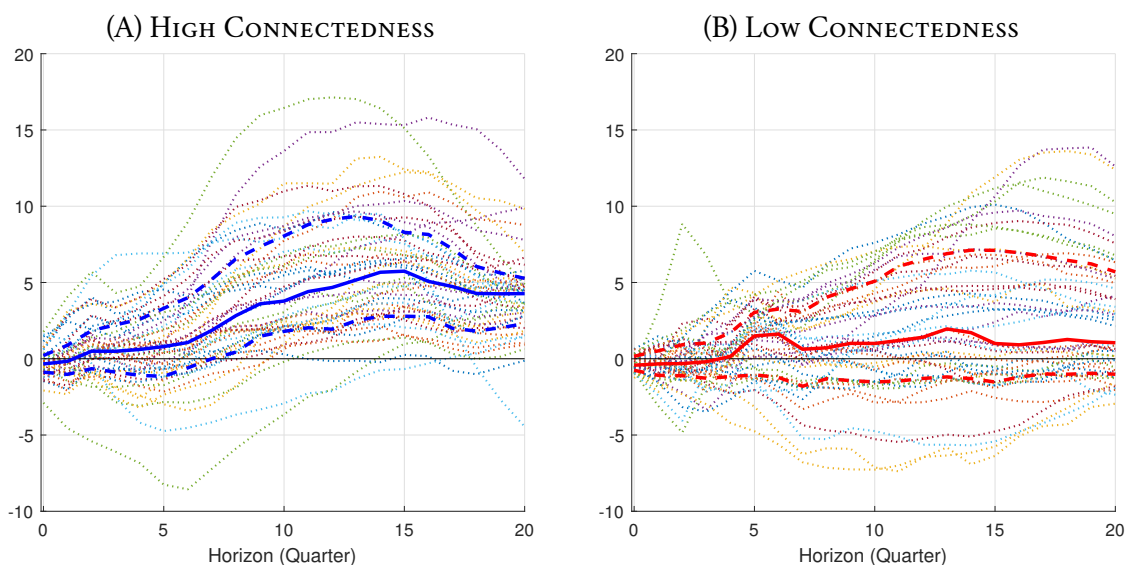 (A) HIGH CONNECTEDNESS
20
15
10
5
0
-5
-10
0 5 10 15 20
Horizon (Quarter)
(B) LOW CONNECTEDNESS
20
15
10
5
0
-5
-10
0 5 10 15 20
Horizon (Quarter)